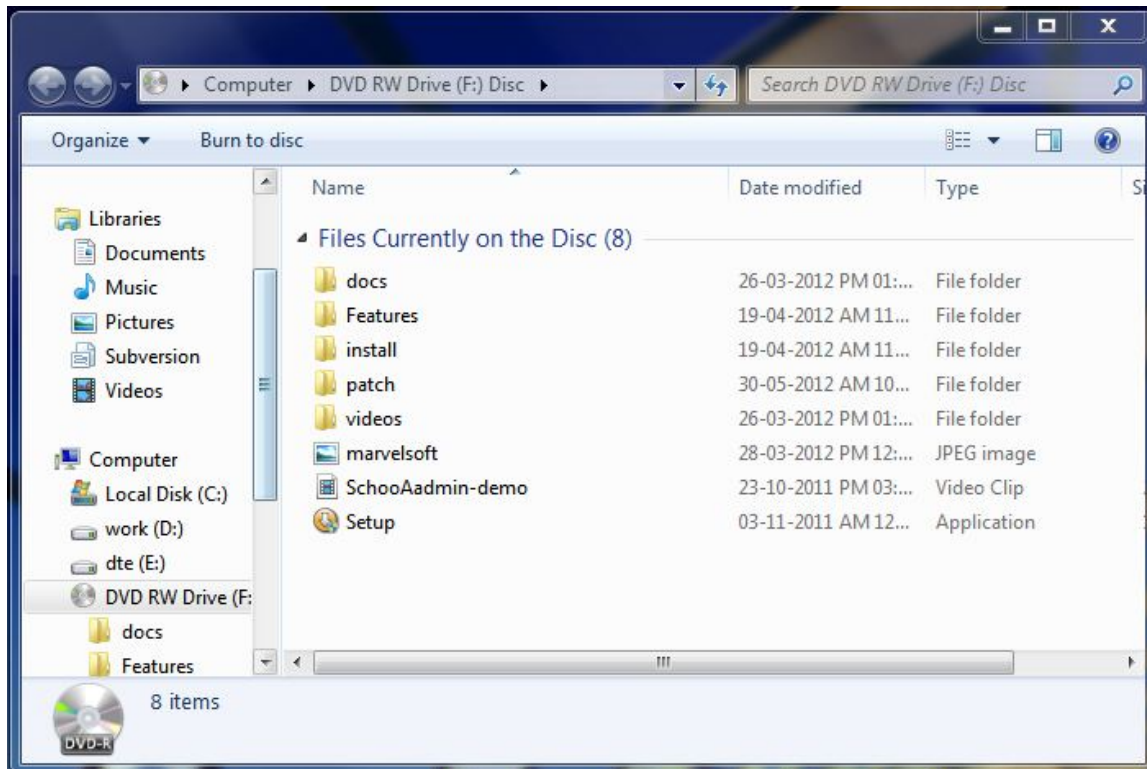 X
Computer ▸ DVD RW Drive (F:) Disc ▸
Search DVD RW Drive (F:) Disc
Organize Burn to disc
Libraries
Documents
Music
Pictures
Subversion
Videos
Computer
Local Disk (C:)
work (D:)
dte (E:)
DVD RW Drive (F:
docs
Features
Name Date modified Type Si
Files Currently on the Disc (8)
docs 26-03-2012 PM 01:... File folder
Features 19-04-2012 AM 11... File folder
install 19-04-2012 AM 11... File folder
patch 30-05-2012 AM 10... File folder
videos 26-03-2012 PM 01:... File folder
marvelsoft 28-03-2012 PM 12:... JPEG image
SchooAadmin-demo 23-10-2011 PM 03:... Video Clip
Setup 03-11-2011 AM 12... Application
8 items
DVD-R